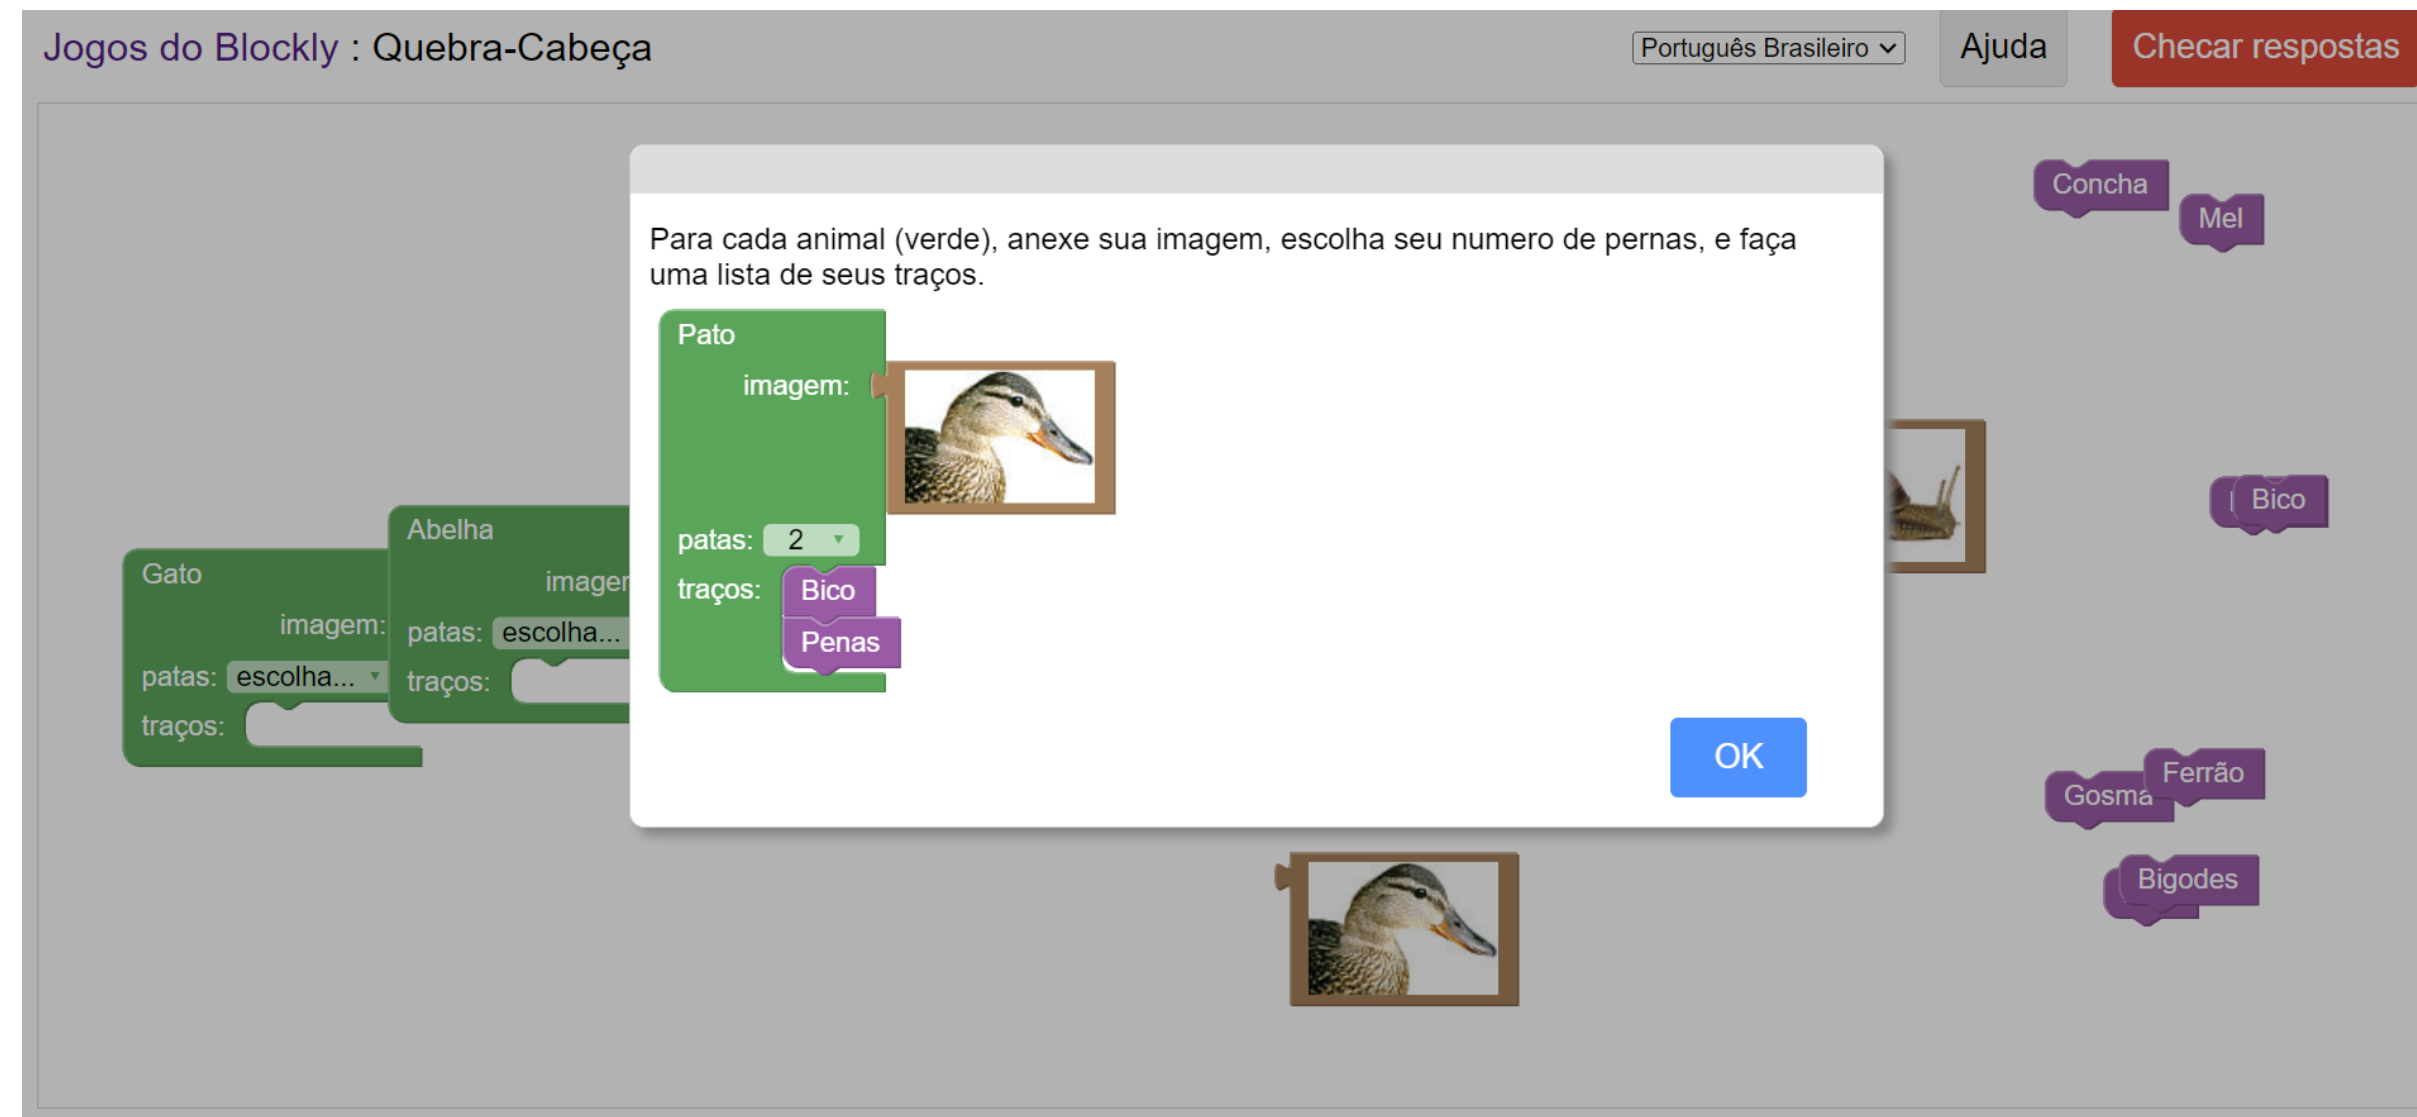 Jogos do Blockly : Quebra-Cabeça
Português Brasileiro
Ajuda
Checar respostas
Para cada animal (verde), anexe sua imagem, escolha seu numero de pernas, e faça
uma lista de seus traços.
Pato
imagem:
patas: 2
traços: Bico
Penas
OK
Gato
imagem:
patas: escolha...
traços:
Abelha
patas: escolha...
traços:
Concha
Mel
Bico
Ferrão
Gosma
Bigodes